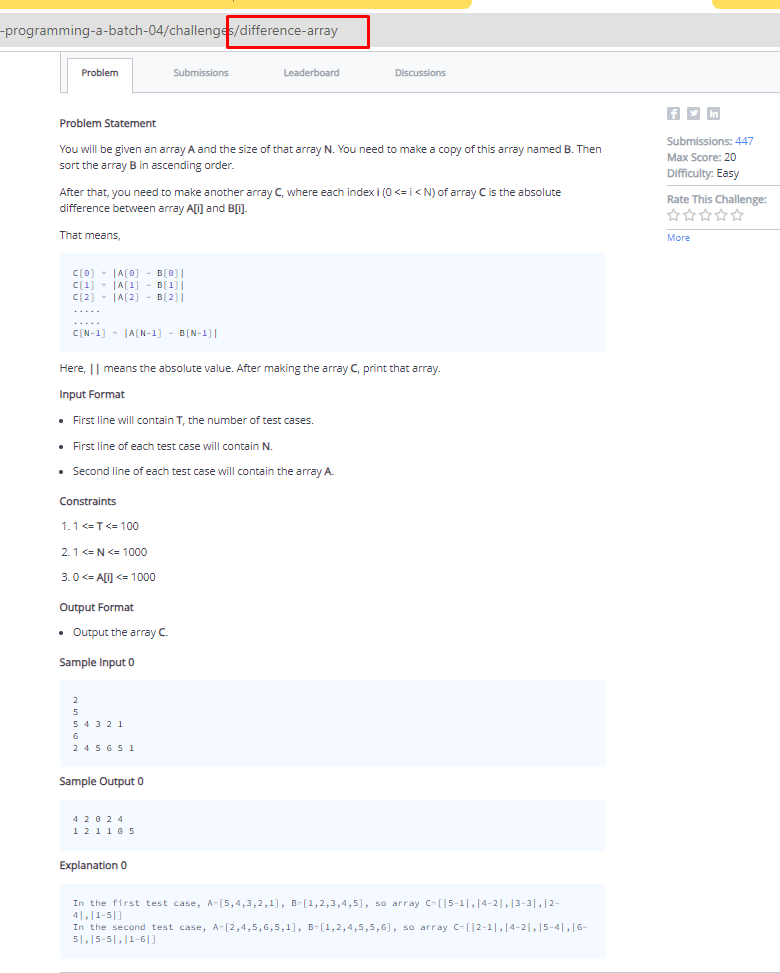 -programming-a-batch-04/challenges/difference-array
Problem
Submissions
Leaderboard
Discussions
Submissions: 447
Max Score: 20
Difficulty: Easy
Rate This Challenge:
More
Problem Statement
You will be given an array A and the size of that array N. You need to make a copy of this array named B. Then
sort the array B in ascending order.
After that, you need to make another array C, where each index i (0 <= i < N) of array C is the absolute
difference between array A[i] and B[i].
That means,
C[0] = |A[0] - B[0]|
C[1] = |A[1] - B[1]|
C[2] = |A[2] - B[2]|
.....
.....
C[N-1] = |A[N-1] - B[N-1]|
Here, || means the absolute value. After making the array C, print that array.
Input Format
• First line will contain T, the number of test cases.
• First line of each test case will contain N.
• Second line of each test case will contain the array A.
Constraints
1. 1 <= T <= 100
2. 1 <= N <= 1000
3. 0 <= A[i] <= 1000
Output Format
• Output the array C.
Sample Input 0
2
5
5 4 3 2 1
6
2 4 5 6 5 1
Sample Output 0
4 2 0 2 4
1 2 1 1 0 5
Explanation 0
In the first test case, A=[5,4,3,2,1], B=[1,2,3,4,5], so array C=[|5-1|,|4-2|,|3-3|,|2-
4|,|1-5|]
In the second test case, A=[2,4,5,6,5,1], B=[1,2,4,5,5,6], so array C=[|2-1|,|4-2|,|5-4|,|6-
5|,|5-5|,|1-6|]